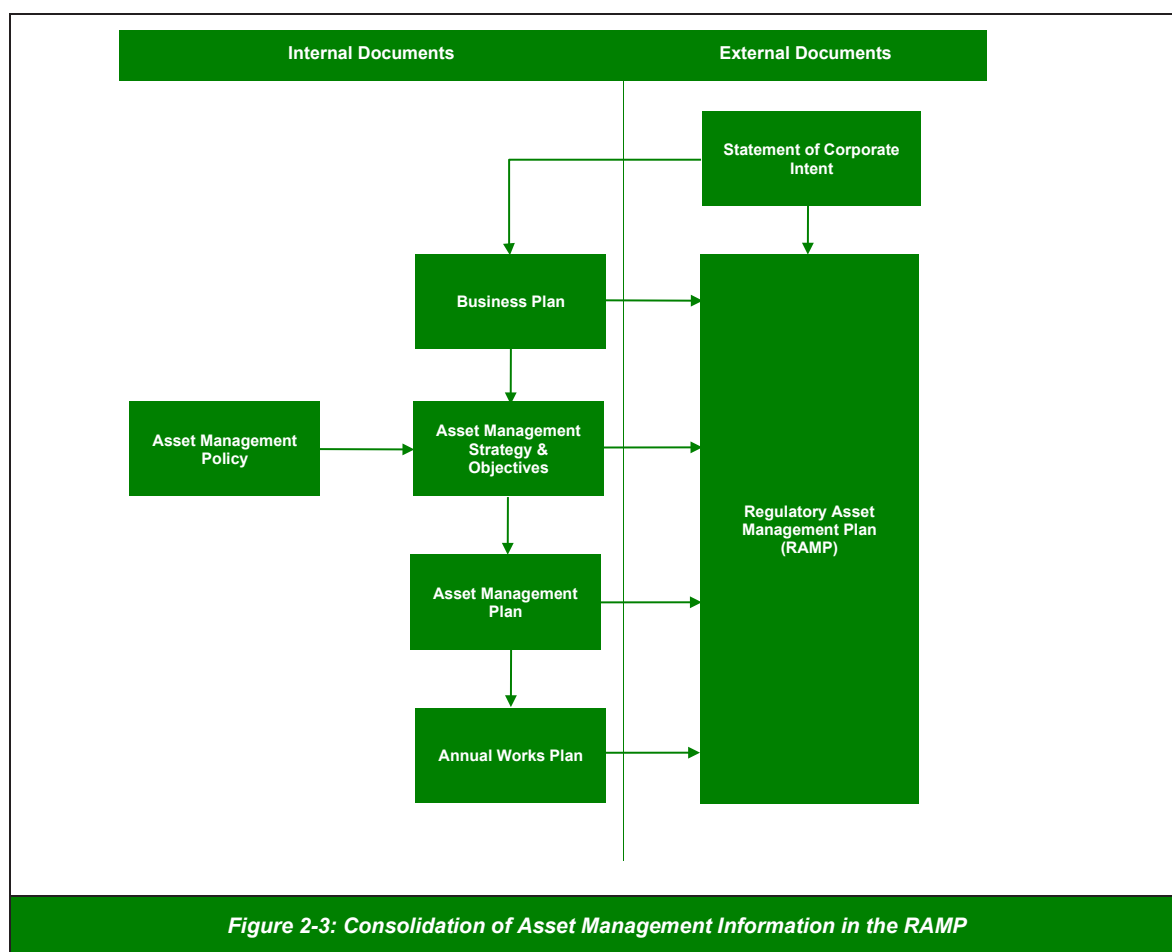 Internal Documents
External Documents
Statement of Corporate
Intent
Business Plan
Asset Management
Policy
Asset Management
Strategy &
Objectives
Regulatory Asset
Management Plan
(RAMP)
Asset Management
Plan
Annual Works Plan
Figure 2-3: Consolidation of Asset Management Information in the RAMP